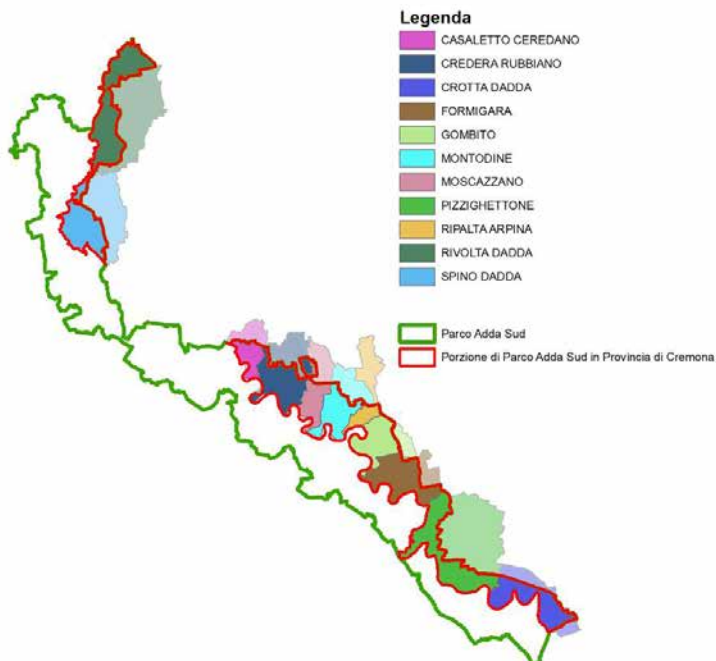 Legenda
CASALETTO CEREDANO
CREDERA RUBBIANO
CROTTA DADDA
FORMIGARA
GOMBITO
MONTODINE
MOSCAZZANO
PIZZIGHETTONE
RIPALTA ARPINA
RIVOLTA DADDA
SPINO DADDA
Parco Adda Sud
Porzione di Parco Adda Sud in Provincia di Cremona